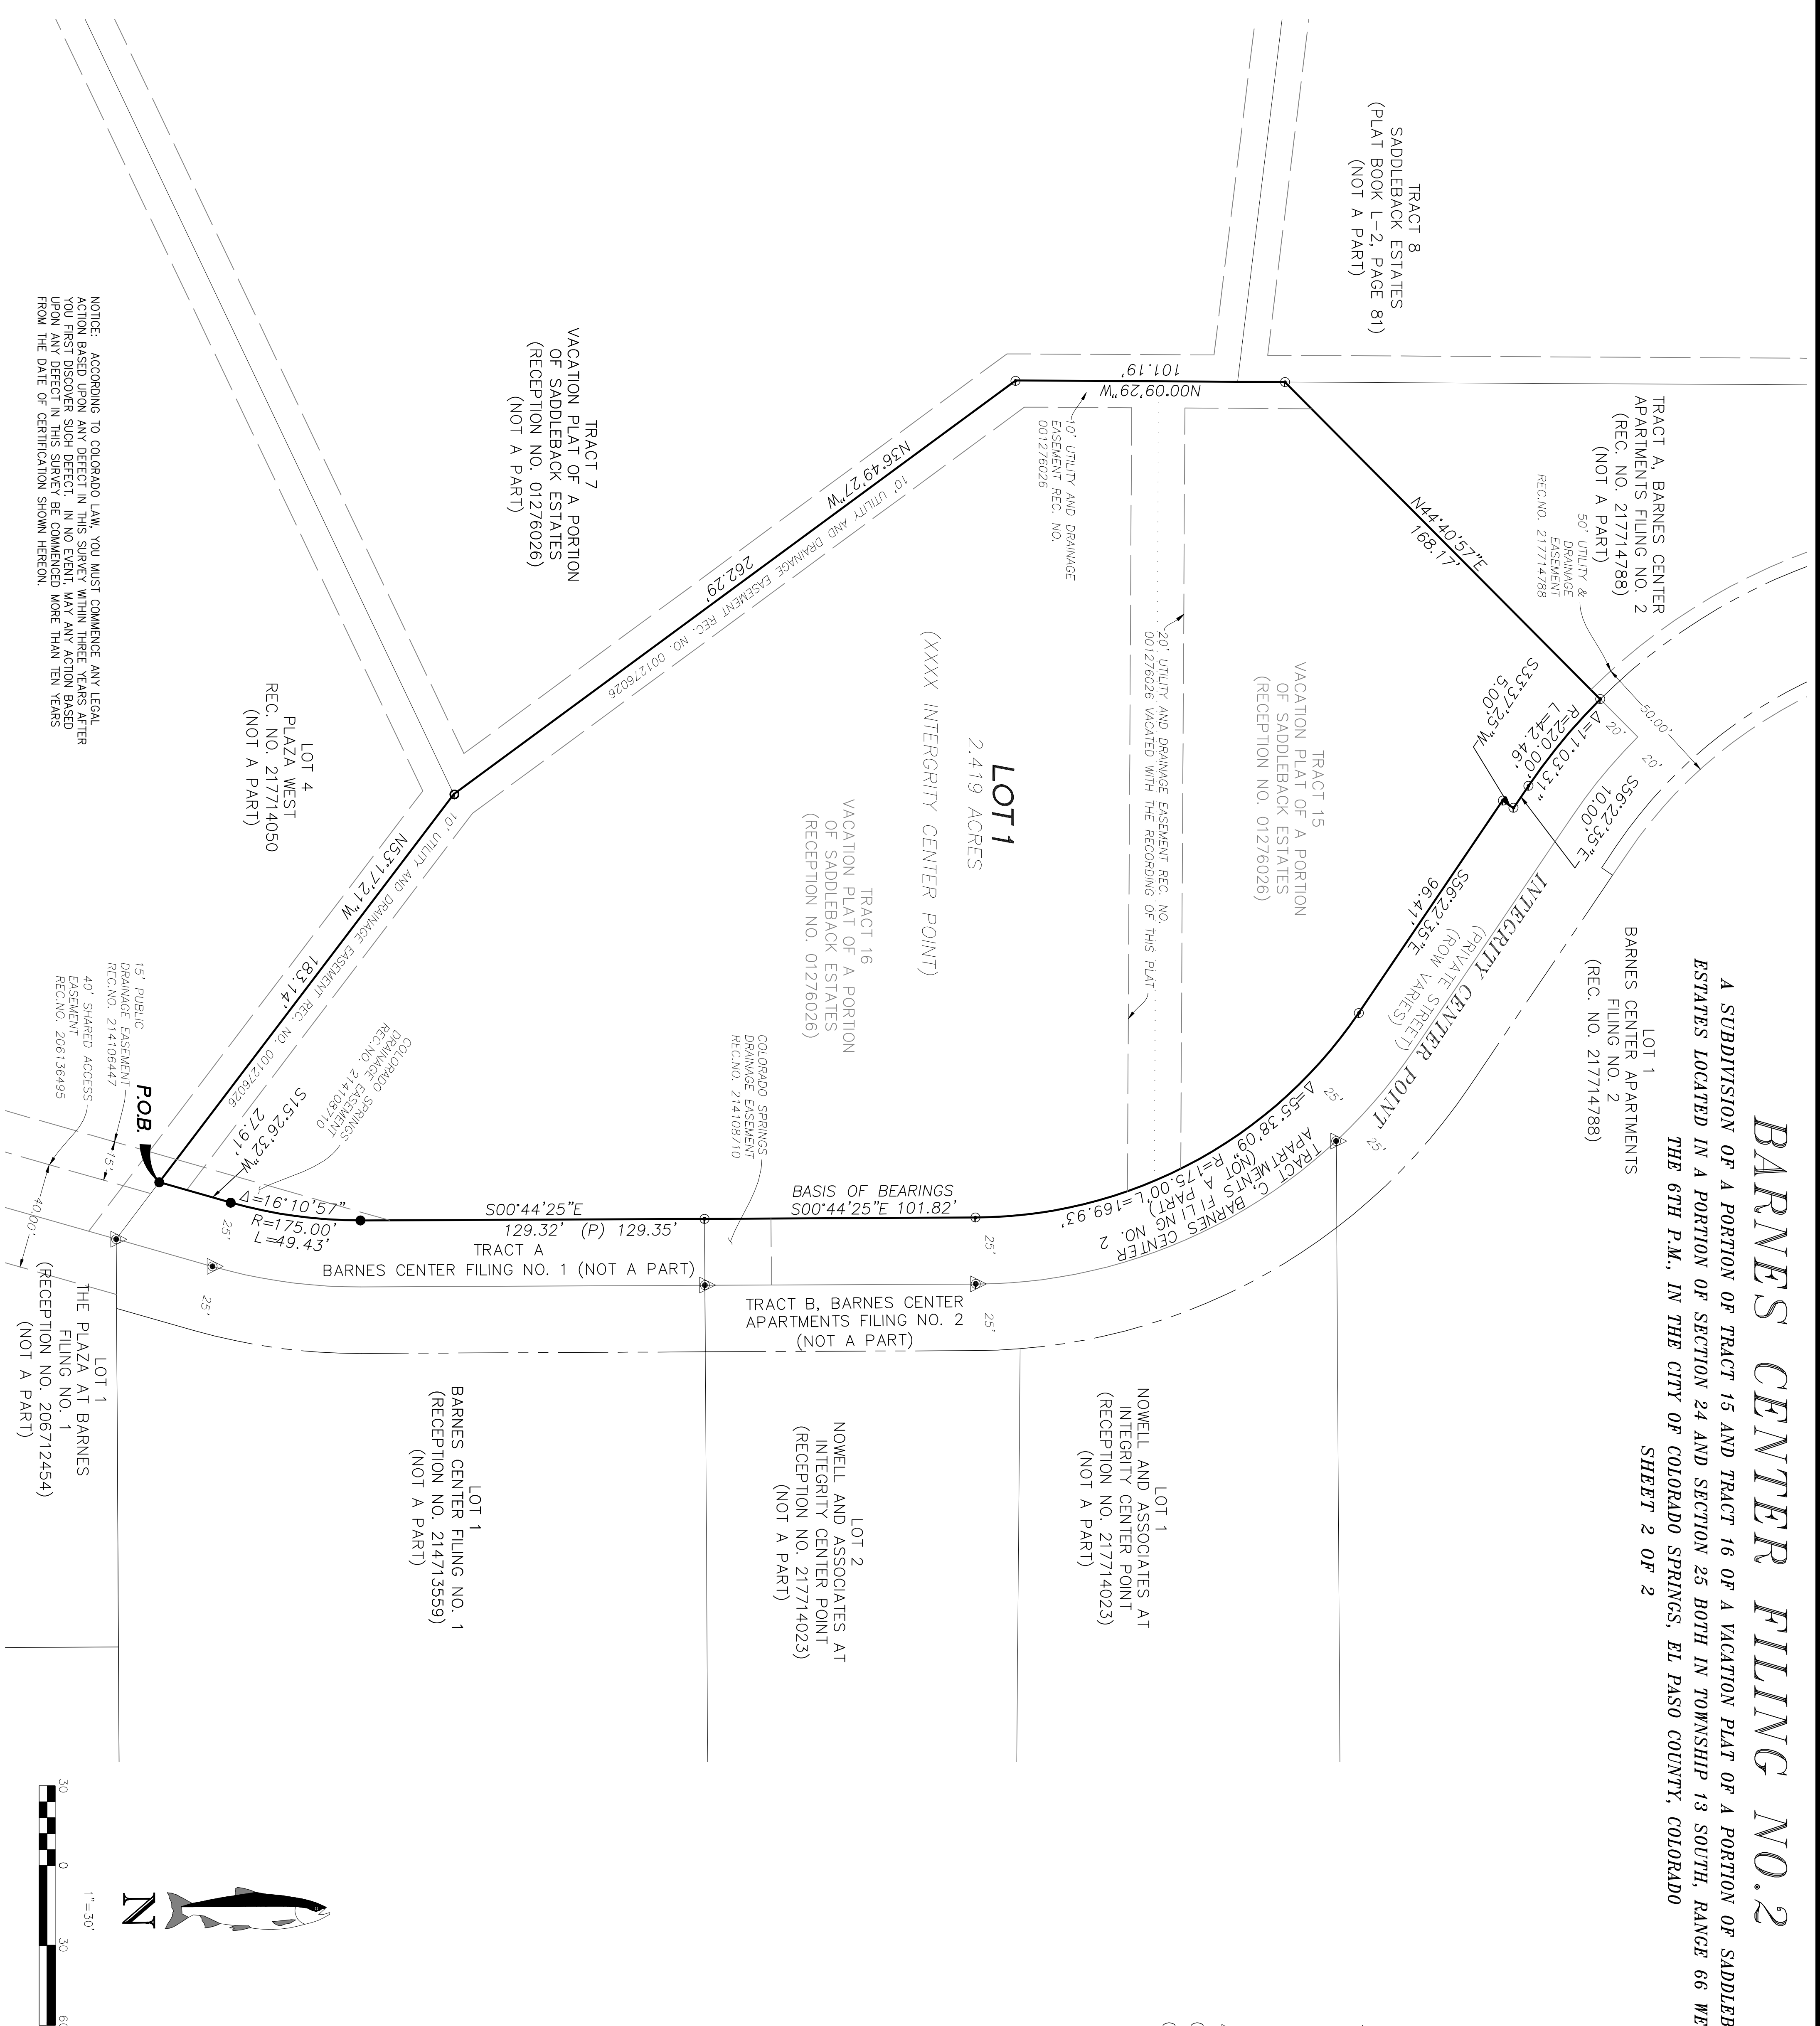 BARNES CENTER FILING NO. 2
A SUBDIVISION OF A PORTION OF TRACT 15 AND TRACT 16 OF A VACATION PLAT OF A PORTION OF SADDLEB
ESTATES LOCATED IN A PORTION OF SECTION 24 AND SECTION 25 BOTH IN TOWNSHIP 13 SOUTH, RANGE 66 WE
THE 6TH P.M., IN THE CITY OF COLORADO SPRINGS, EL PASO COUNTY, COLORADO
SHEET 2 OF 2
TRACT 8
SADDLEBACK ESTATES
(PLAT BOOK L-2, PAGE 81)
(NOT A PART)
TRACT A, BARNES CENTER
APARTMENTS FILING NO. 2
(REC. NO. 217714788)
(NOT A PART)
50' UTILITY &
DRAINAGE
EASEMENT
REC.NO. 217714788
N44°40'57"E
168.17'
50.00'
20'
20'
Δ=11°03'31"
R=220.00'
L=42.46'
S33°37'25"W
5.00'
S56°22'35"E
10.00'
S56°22'35"E
96.41'
INTEGRITY CENTER POINT
(PRIVATE STREET)
(ROW VARIES)
LOT 1
BARNES CENTER APARTMENTS
FILING NO. 2
(REC. NO. 217714788)
25'
25'
Δ=55°38'09" R=175.00' L=169.93'
TRACT C, BARNES CENTER
APARTMENTS FILLING NO. 2
(NOT A PART)
N00°09'29"W
101.19'
10' UTILITY AND DRAINAGE
EASEMENT REC. NO.
001276026
20' UTILITY AND DRAINAGE EASEMENT REC. NO.
001276026 VACATED WITH THE RECORDING OF THIS PLAT
TRACT 15
VACATION PLAT OF A PORTION
OF SADDLEBACK ESTATES
(RECEPTION NO. 01276026)
LOT 1
2.419 ACRES
(XXXX INTERGRITY CENTER POINT)
TRACT 16
VACATION PLAT OF A PORTION
OF SADDLEBACK ESTATES
(RECEPTION NO. 01276026)
N36°49'27"W
262.29'
10' UTILITY AND DRAINAGE EASEMENT REC. NO. 001276026
TRACT 7
VACATION PLAT OF A PORTION
OF SADDLEBACK ESTATES
(RECEPTION NO. 01276026)
(NOT A PART)
LOT 4
PLAZA WEST
REC. NO. 217714050
(NOT A PART)
N53°17'21"W
183.14'
10' UTILITY AND DRAINAGE EASEMENT REC. NO. 001276026
COLORADO SPRINGS
DRAINAGE EASEMENT
REC.NO. 214108710
COLORADO SPRINGS
DRAINAGE EASEMENT
REC.NO. 214108710
S15°26'32"W
27.91'
15' PUBLIC
DRAINAGE EASEMENT
REC.NO. 214106447
40' SHARED ACCESS
EASEMENT
REC.NO. 206136495
P.O.B.
15'
40.00'
Δ=16°10'57"
R=175.00'
L=49.43'
25'
25'
S00°44'25"E
129.32' (P) 129.35'
TRACT A
BARNES CENTER FILING NO. 1 (NOT A PART)
BASIS OF BEARINGS
S00°44'25"E 101.82'
25'
25'
TRACT B, BARNES CENTER
APARTMENTS FILING NO. 2
(NOT A PART)
LOT 1
NOWELL AND ASSOCIATES AT
INTEGRITY CENTER POINT
(RECEPTION NO. 217714023)
(NOT A PART)
LOT 2
NOWELL AND ASSOCIATES AT
INTEGRITY CENTER POINT
(RECEPTION NO. 217714023)
(NOT A PART)
LOT 1
BARNES CENTER FILING NO. 1
(RECEPTION NO. 214713559)
(NOT A PART)
LOT 1
THE PLAZA AT BARNES
FILING NO. 1
(RECEPTION NO. 206712454)
(NOT A PART)
NOTICE: ACCORDING TO COLORADO LAW, YOU MUST COMMENCE ANY LEGAL
ACTION BASED UPON ANY DEFECT IN THIS SURVEY WITHIN THREE YEARS AFTER
YOU FIRST DISCOVER SUCH DEFECT. IN NO EVENT, MAY ANY ACTION BASED
UPON ANY DEFECT IN THIS SURVEY BE COMMENCED MORE THAN TEN YEARS
FROM THE DATE OF CERTIFICATION SHOWN HEREON.
N
1"=30'
30 0 30 60